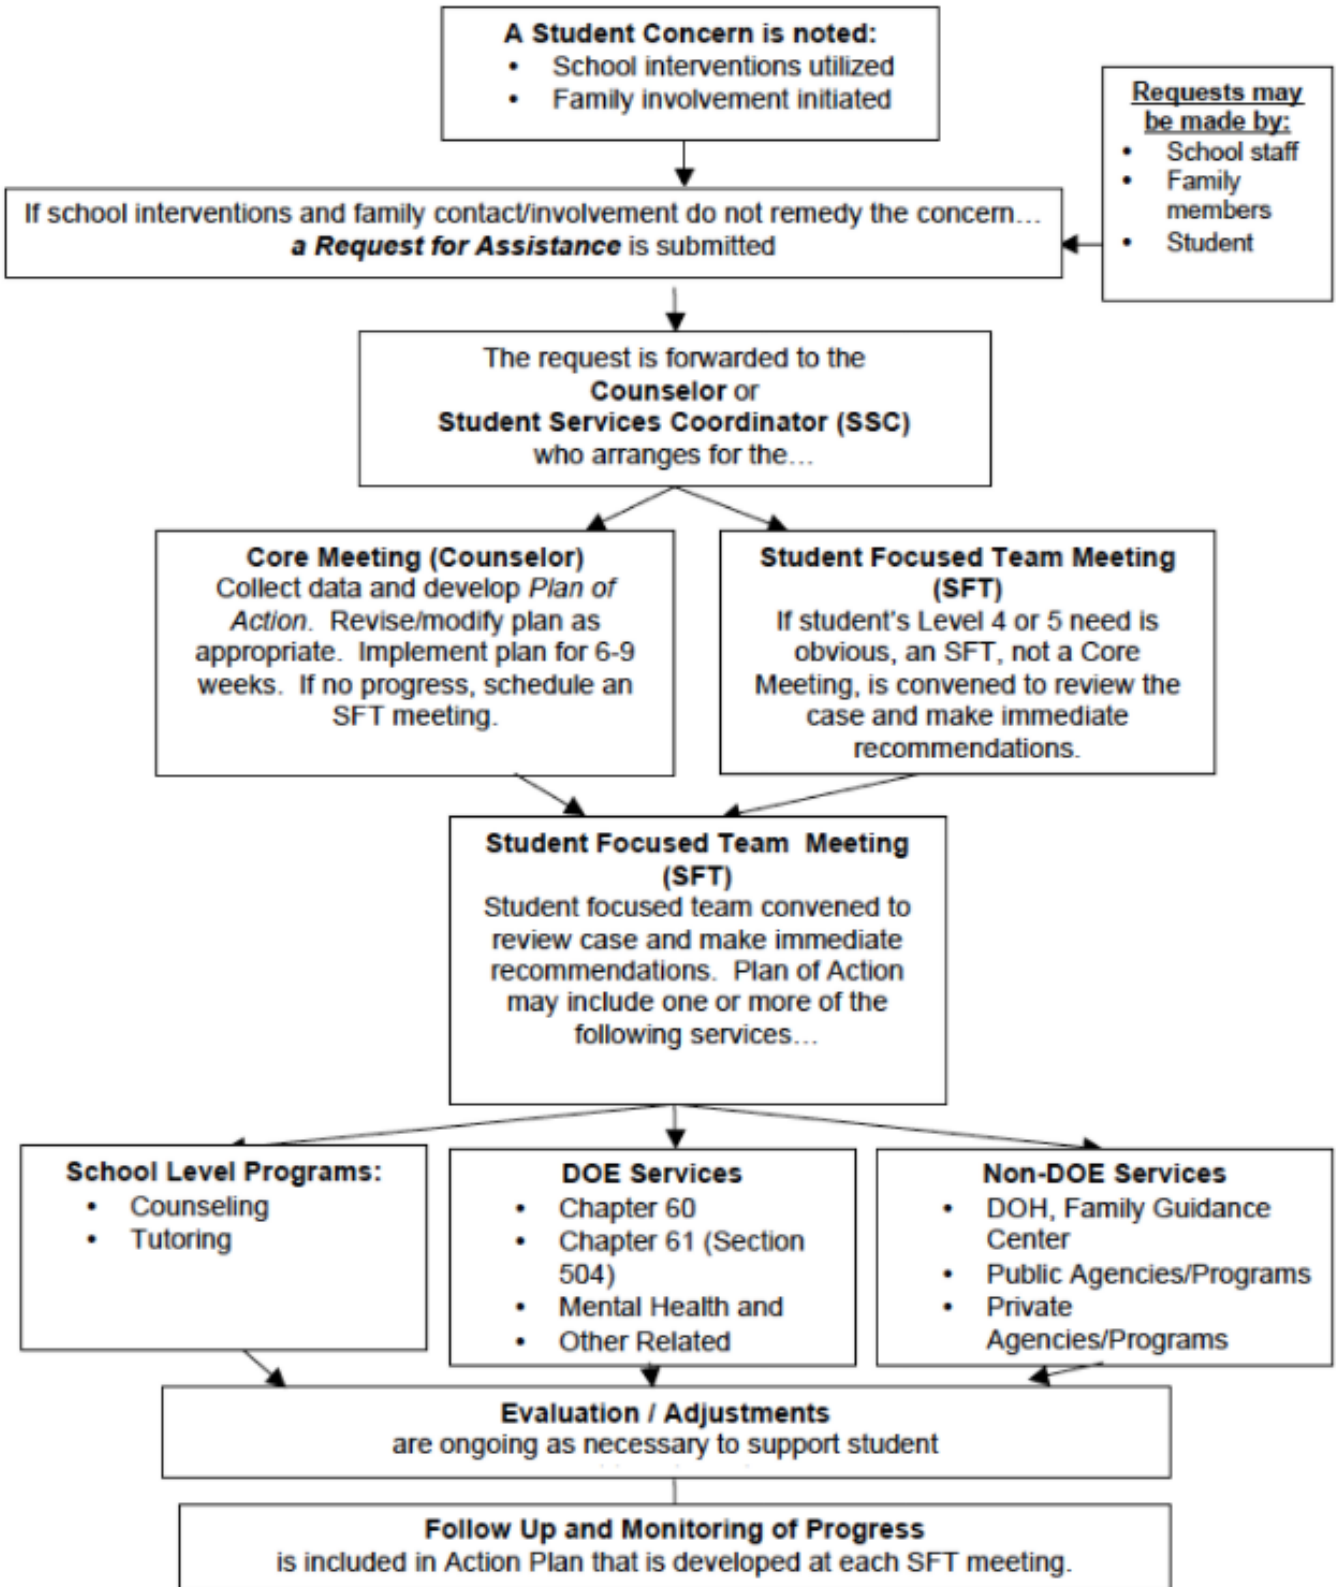 A Student Concern is noted:
• School interventions utilized
• Family involvement initiated
Requests may
be made by:
• School staff
• Family
members
• Student
If school interventions and family contact/involvement do not remedy the concern…
a Request for Assistance is submitted
The request is forwarded to the
Counselor or
Student Services Coordinator (SSC)
who arranges for the…
Core Meeting (Counselor)
Collect data and develop Plan of
Action. Revise/modify plan as
appropriate. Implement plan for 6-9
weeks. If no progress, schedule an
SFT meeting.
Student Focused Team Meeting
(SFT)
If student's Level 4 or 5 need is
obvious, an SFT, not a Core
Meeting, is convened to review the
case and make immediate
recommendations.
Student Focused Team Meeting
(SFT)
Student focused team convened to
review case and make immediate
recommendations. Plan of Action
may include one or more of the
following services…
School Level Programs:
• Counseling
• Tutoring
DOE Services
• Chapter 60
• Chapter 61 (Section
504)
• Mental Health and
• Other Related
Non-DOE Services
• DOH, Family Guidance
Center
• Public Agencies/Programs
• Private
Agencies/Programs
Evaluation / Adjustments
are ongoing as necessary to support student
Follow Up and Monitoring of Progress
is included in Action Plan that is developed at each SFT meeting.